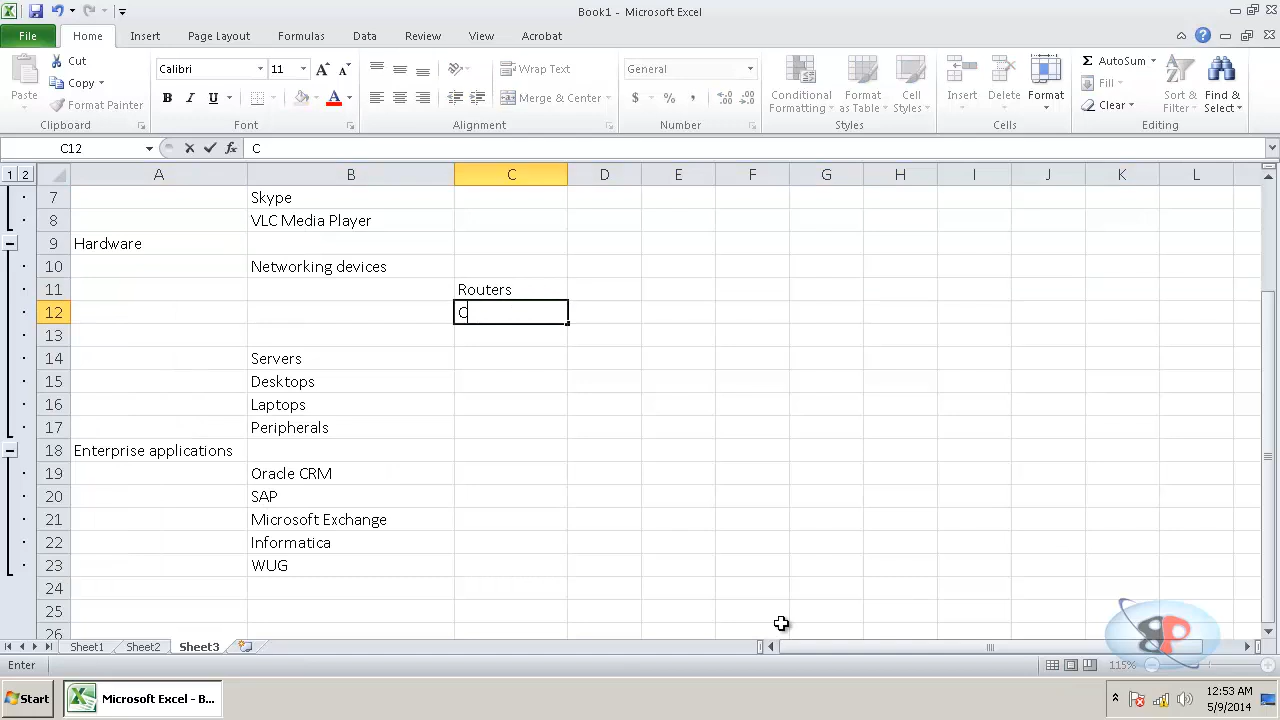 Book1 - Microsoft Excel
File Home Insert Page Layout Formulas Data Review View Acrobat
Paste
Cut
Copy
Format Painter
Clipboard
Calibri 11
B I U A
Font
Wrap Text
Merge & Center
Alignment
General
$ % ,
Number
Conditional Formatting
Format as Table
Cell Styles
Styles
Insert Delete Format
Cells
AutoSum
Fill
Clear
Sort & Filter
Find & Select
Editing
C12 fx C
1 2 A B C D E F G H I J K L
7 Skype
8 VLC Media Player
9 Hardware
10 Networking devices
11 Routers
12 C
13
14 Servers
15 Desktops
16 Laptops
17 Peripherals
18 Enterprise applications
19 Oracle CRM
20 SAP
21 Microsoft Exchange
22 Informatica
23 WUG
24
25
26
Sheet1 Sheet2 Sheet3
Enter 115%
Start Microsoft Excel - B... 12:53 AM
5/9/2014